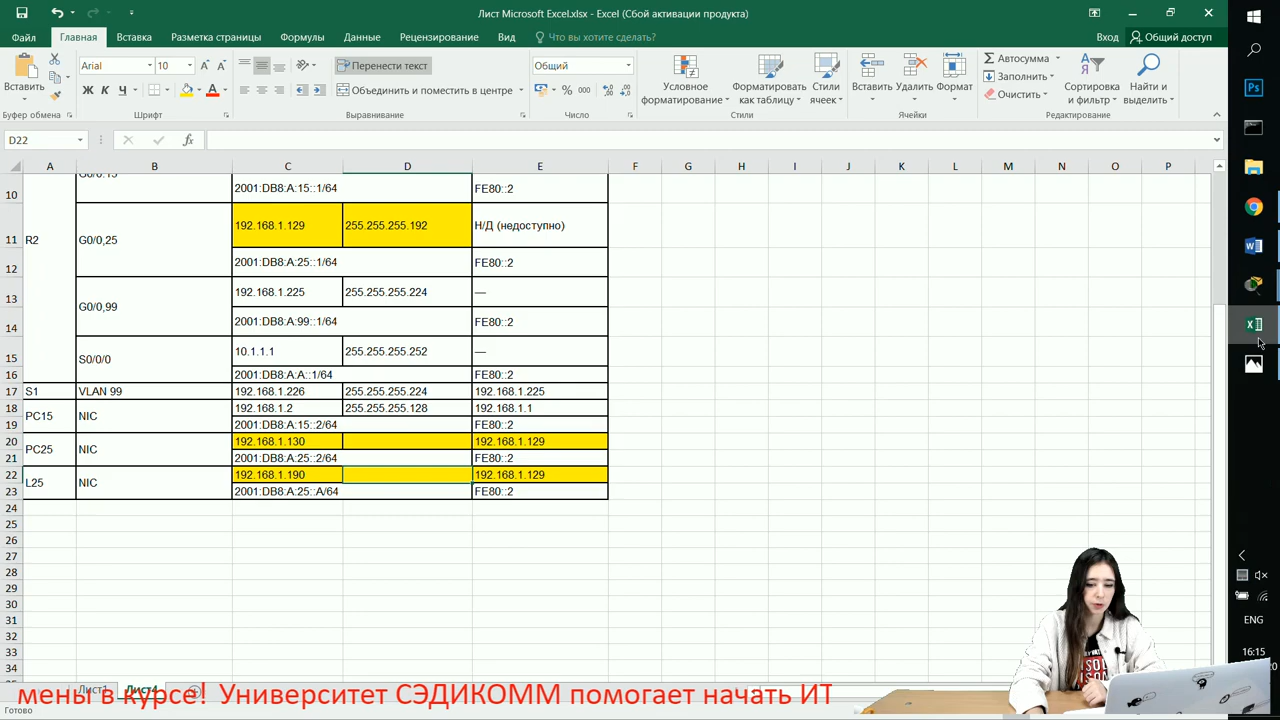 Лист Microsoft Excel.xlsx - Excel (Сбой активации продукта)
Файл Главная Вставка Разметка страницы Формулы Данные Рецензирование Вид Что вы хотите сделать? Вход Общий доступ
Вставить
Буфер обмена
Arial 10
Ж К Ч А
Шрифт
Перенести текст
Объединить и поместить в центре
Выравнивание
Общий
% 000
Число
Условное форматирование
Форматировать как таблицу
Стили ячеек
Стили
Вставить Удалить Формат
Ячейки
Σ Автосумма
Заполнить
Очистить
Сортировка и фильтр
Найти и выделить
Редактирование
D22 fx
A B C D E F G H I J K L M N O P
10 2001:DB8:A:15::1/64 FE80::2
11 R2 G0/0,25 192.168.1.129 255.255.255.192 Н/Д (недоступно)
12 2001:DB8:A:25::1/64 FE80::2
13 G0/0,99 192.168.1.225 255.255.255.224 —
14 2001:DB8:A:99::1/64 FE80::2
15 S0/0/0 10.1.1.1 255.255.255.252 —
16 2001:DB8:A:A::1/64 FE80::2
17 S1 VLAN 99 192.168.1.226 255.255.255.224 192.168.1.225
18 PC15 NIC 192.168.1.2 255.255.255.128 192.168.1.1
19 2001:DB8:A:15::2/64 FE80::2
20 PC25 NIC 192.168.1.130 192.168.1.129
21 2001:DB8:A:25::2/64 FE80::2
22 L25 NIC 192.168.1.190 192.168.1.129
23 2001:DB8:A:25::A/64 FE80::2
24
25
26
27
28
29
30
31
32
33
34
Лист1 Лист4
мены в курсе! Университет СЭДИКОММ помогает начать ИТ
Готово
Ps
ENG
16:15